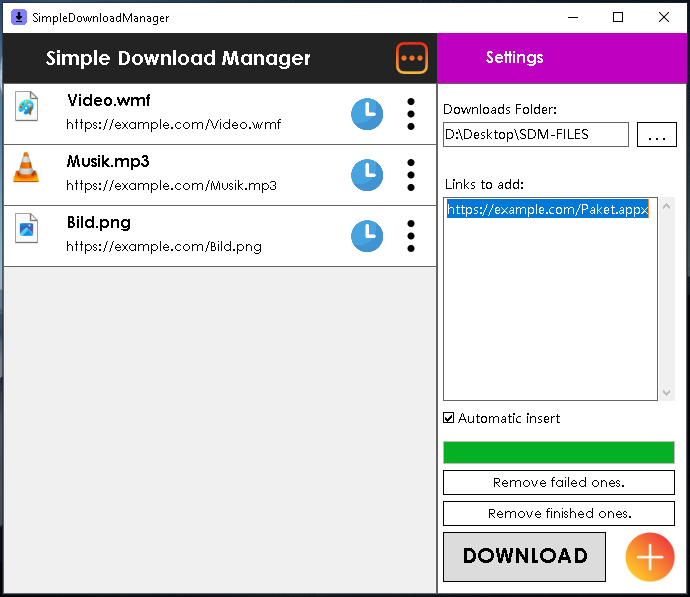 SimpleDownloadManager
Simple Download Manager
Settings
Video.wmf
https://example.com/Video.wmf
Musik.mp3
https://example.com/Musik.mp3
Bild.png
https://example.com/Bild.png
Downloads Folder:
D:\Desktop\SDM-FILES
...
Links to add:
https://example.com/Paket.appx
Automatic insert
Remove failed ones.
Remove finished ones.
DOWNLOAD